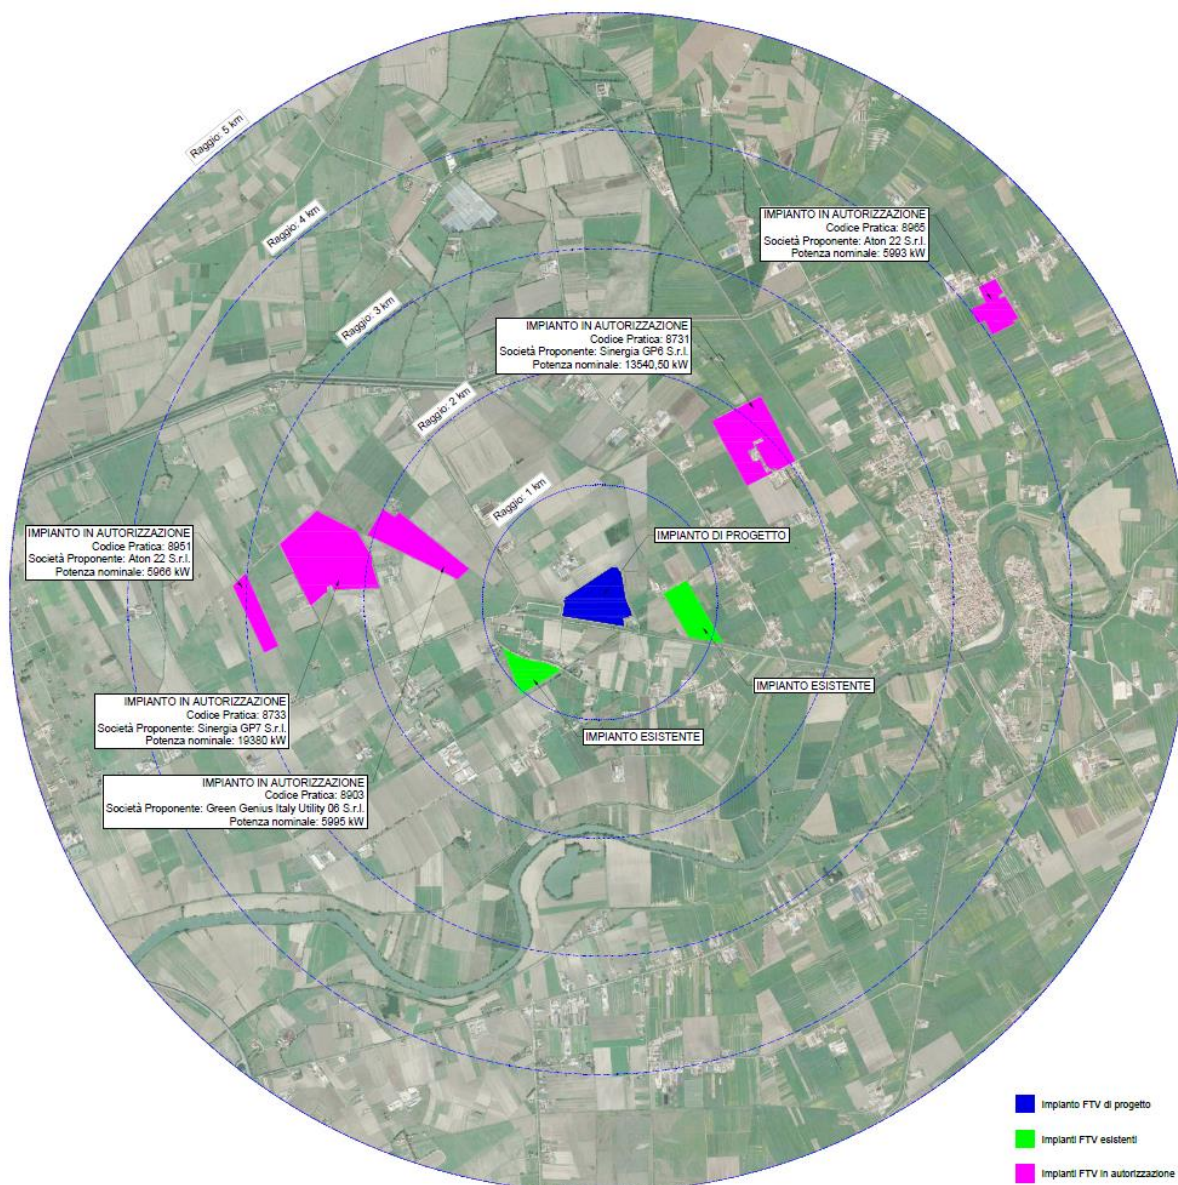 Raggio: 5 km
Raggio: 4 km
IMPIANTO IN AUTORIZZAZIONE
Codice Pratica: 8965
Società Proponente: Aton 22 S.r.l.
Potenza nominale: 5993 kW
Raggio: 3 km
IMPIANTO IN AUTORIZZAZIONE
Codice Pratica: 8731
Società Proponente: Sinergia GP6 S.r.l.
Potenza nominale: 13540,50 kW
Raggio: 2 km
Raggio: 1 km
IMPIANTO DI PROGETTO
IMPIANTO IN AUTORIZZAZIONE
Codice Pratica: 8951
Società Proponente: Aton 22 S.r.l.
Potenza nominale: 5966 kW
IMPIANTO ESISTENTE
IMPIANTO IN AUTORIZZAZIONE
Codice Pratica: 8733
Società Proponente: Sinergia GP7 S.r.l.
Potenza nominale: 19380 kW
IMPIANTO ESISTENTE
IMPIANTO IN AUTORIZZAZIONE
Codice Pratica: 8903
Società Proponente: Green Genius Italy Utility 06 S.r.l.
Potenza nominale: 5995 kW
Impianto FTV di progetto
Impianti FTV esistenti
Impianti FTV in autorizzazione